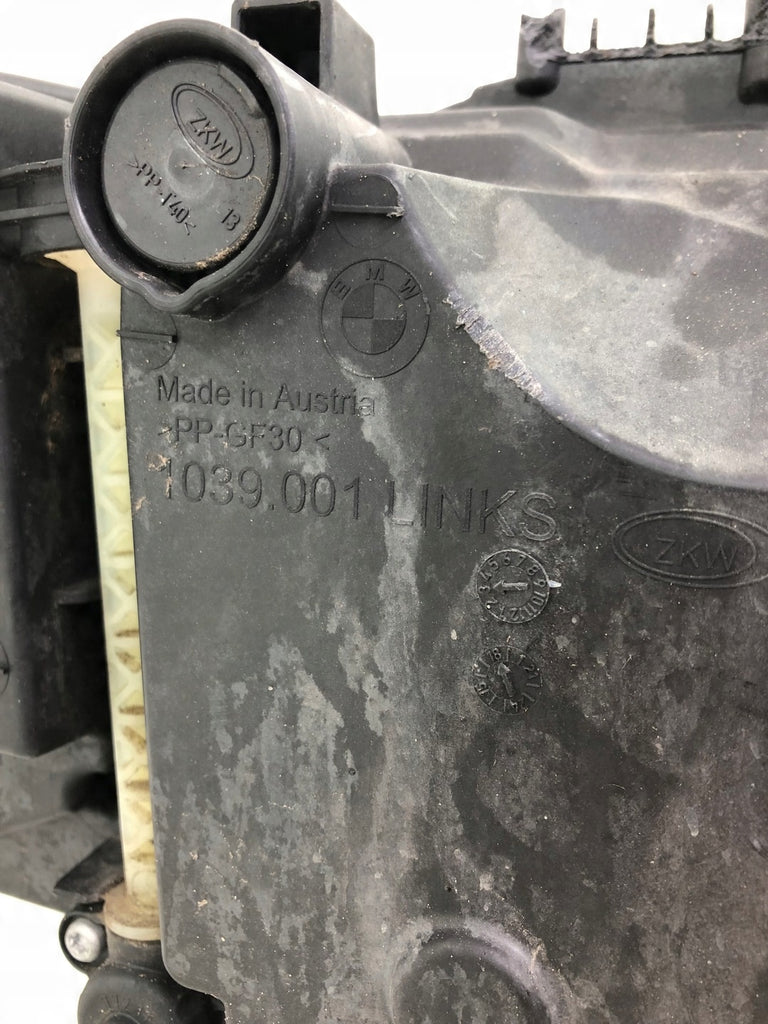 ZKW
>PP-T40<
13
BMW
Made in Austria
>PP-GF30<
1039.001 LINKS
ZKW